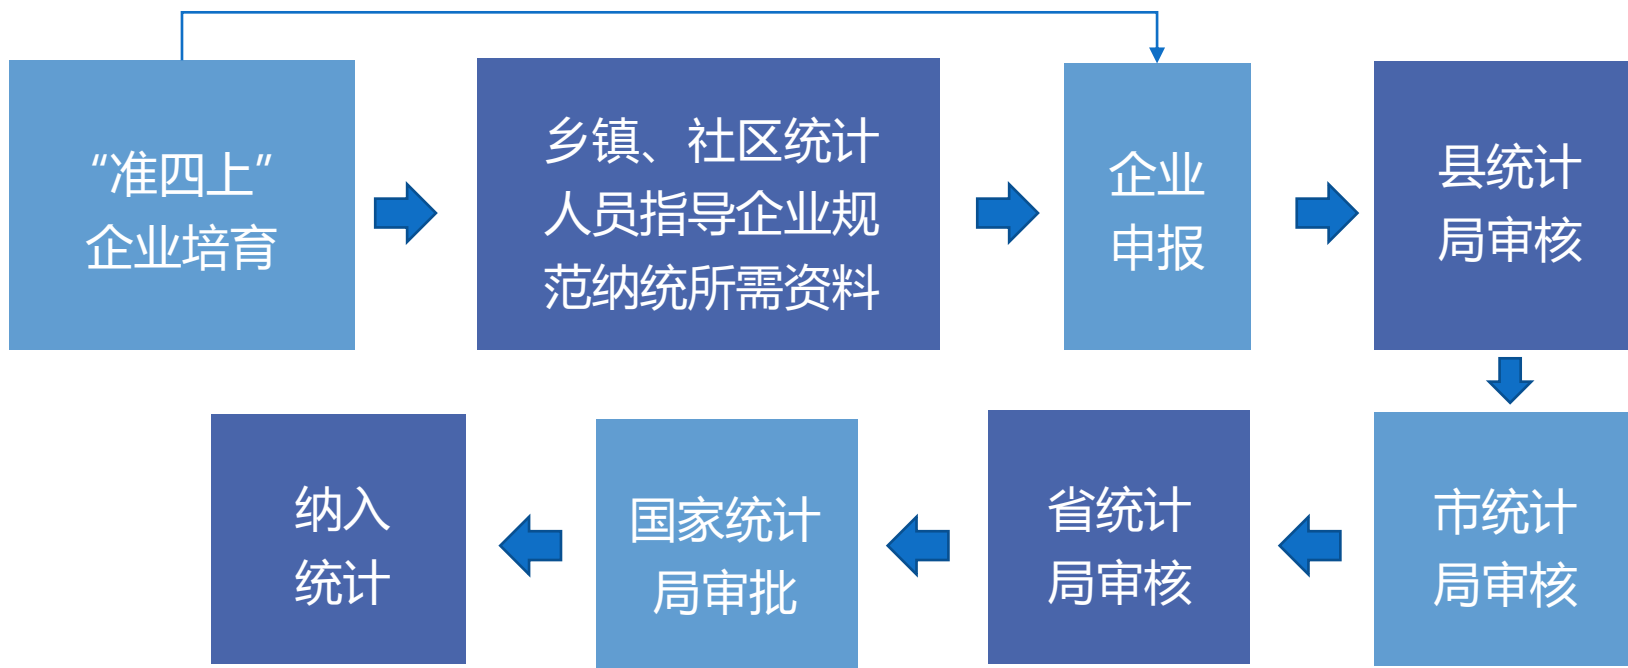 “准四上”
企业培育
乡镇、社区统计
人员指导企业规
范纳统所需资料
企业
申报
县统计
局审核
市统计
局审核
省统计
局审核
国家统计
局审批
纳入
统计